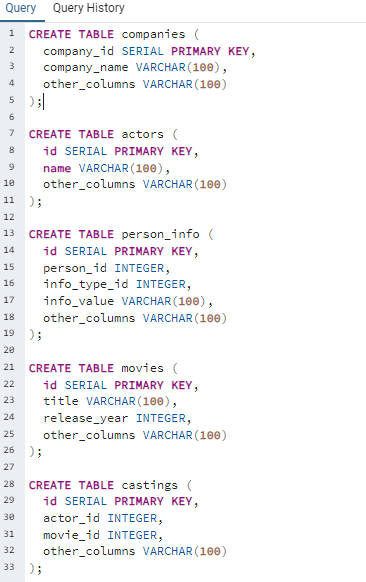 Query Query History
1 CREATE TABLE companies (
2 company_id SERIAL PRIMARY KEY,
3 company_name VARCHAR(100),
4 other_columns VARCHAR(100)
5 );
6
7 CREATE TABLE actors (
8 id SERIAL PRIMARY KEY,
9 name VARCHAR(100),
10 other_columns VARCHAR(100)
11 );
12
13 CREATE TABLE person_info (
14 id SERIAL PRIMARY KEY,
15 person_id INTEGER,
16 info_type_id INTEGER,
17 info_value VARCHAR(100),
18 other_columns VARCHAR(100)
19 );
20
21 CREATE TABLE movies (
22 id SERIAL PRIMARY KEY,
23 title VARCHAR(100),
24 release_year INTEGER,
25 other_columns VARCHAR(100)
26 );
27
28 CREATE TABLE castings (
29 id SERIAL PRIMARY KEY,
30 actor_id INTEGER,
31 movie_id INTEGER,
32 other_columns VARCHAR(100)
33 );